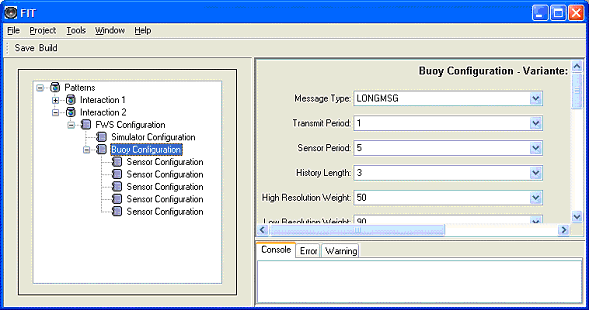 FIT
File Project Tools Window Help
Save Build
Patterns
Interaction 1
Interaction 2
FWS Configuration
Simulator Configuration
Buoy Configuration
Sensor Configuration
Sensor Configuration
Sensor Configuration
Sensor Configuration
Sensor Configuration
Buoy Configuration - Variante:
Message Type: LONGMSG
Transmit Period: 1
Sensor Period: 5
History Length: 3
High Resolution Weight: 50
Low Resolution Weight: 90
Console Error Warning